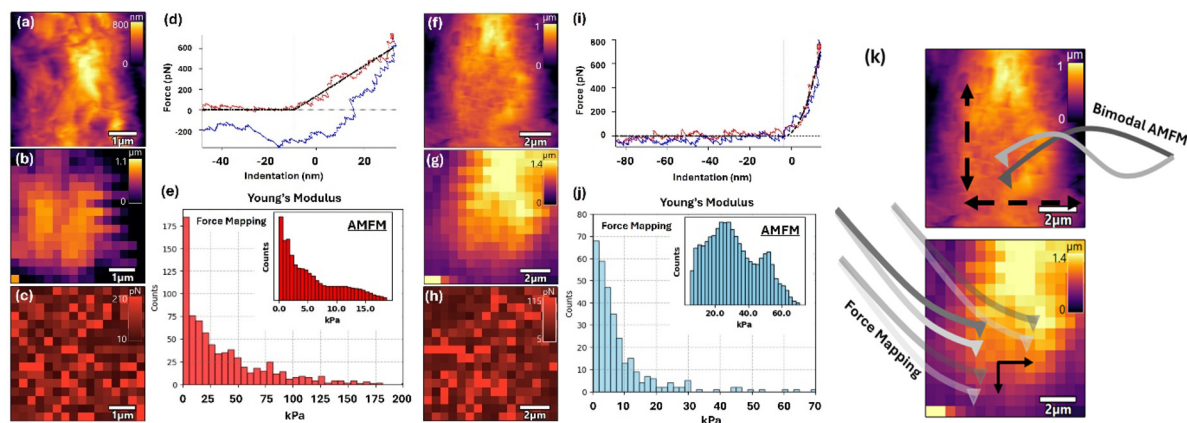 (a)
800
nm
0
1µm
(b)
1.1
µm
0
1µm
(c)
pN
210
10
1µm
(d)
Force (pN)
600
400
200
0
-200
-40
-20
0
20
Indentation (nm)
(e)
Young's Modulus
Force Mapping
AMFM
Counts
0.0
5.0
10.0
15.0
kPa
Counts
175
150
125
100
75
50
25
0
0
25
50
75
100
125
150
175
200
kPa
(f)
µm
1
0
2µm
(g)
µm
1.4
0
2µm
(h)
pN
115
5
2µm
(i)
Force (pN)
800
600
400
200
0
-80
-70
-60
-50
-40
-30
-20
-10
0
10
Indentation (nm)
(j)
Young's Modulus
Force Mapping
AMFM
Counts
20.0
40.0
60.0
kPa
Counts
80
70
60
50
40
30
20
10
0
0
10
20
30
40
50
60
70
kPa
(k)
µm
1
0
2µm
Bimodal AMFM
µm
1.4
0
2µm
Force Mapping